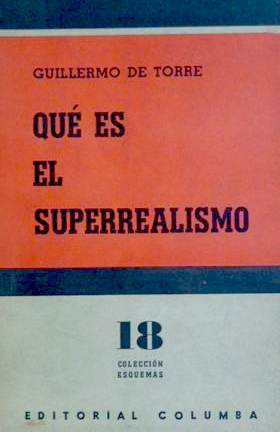 GUILLERMO DE TORRE
QUÉ ES
EL
SUPERREALISMO
18
COLECCIÓN
ESQUEMAS
EDITORIAL COLUMBA